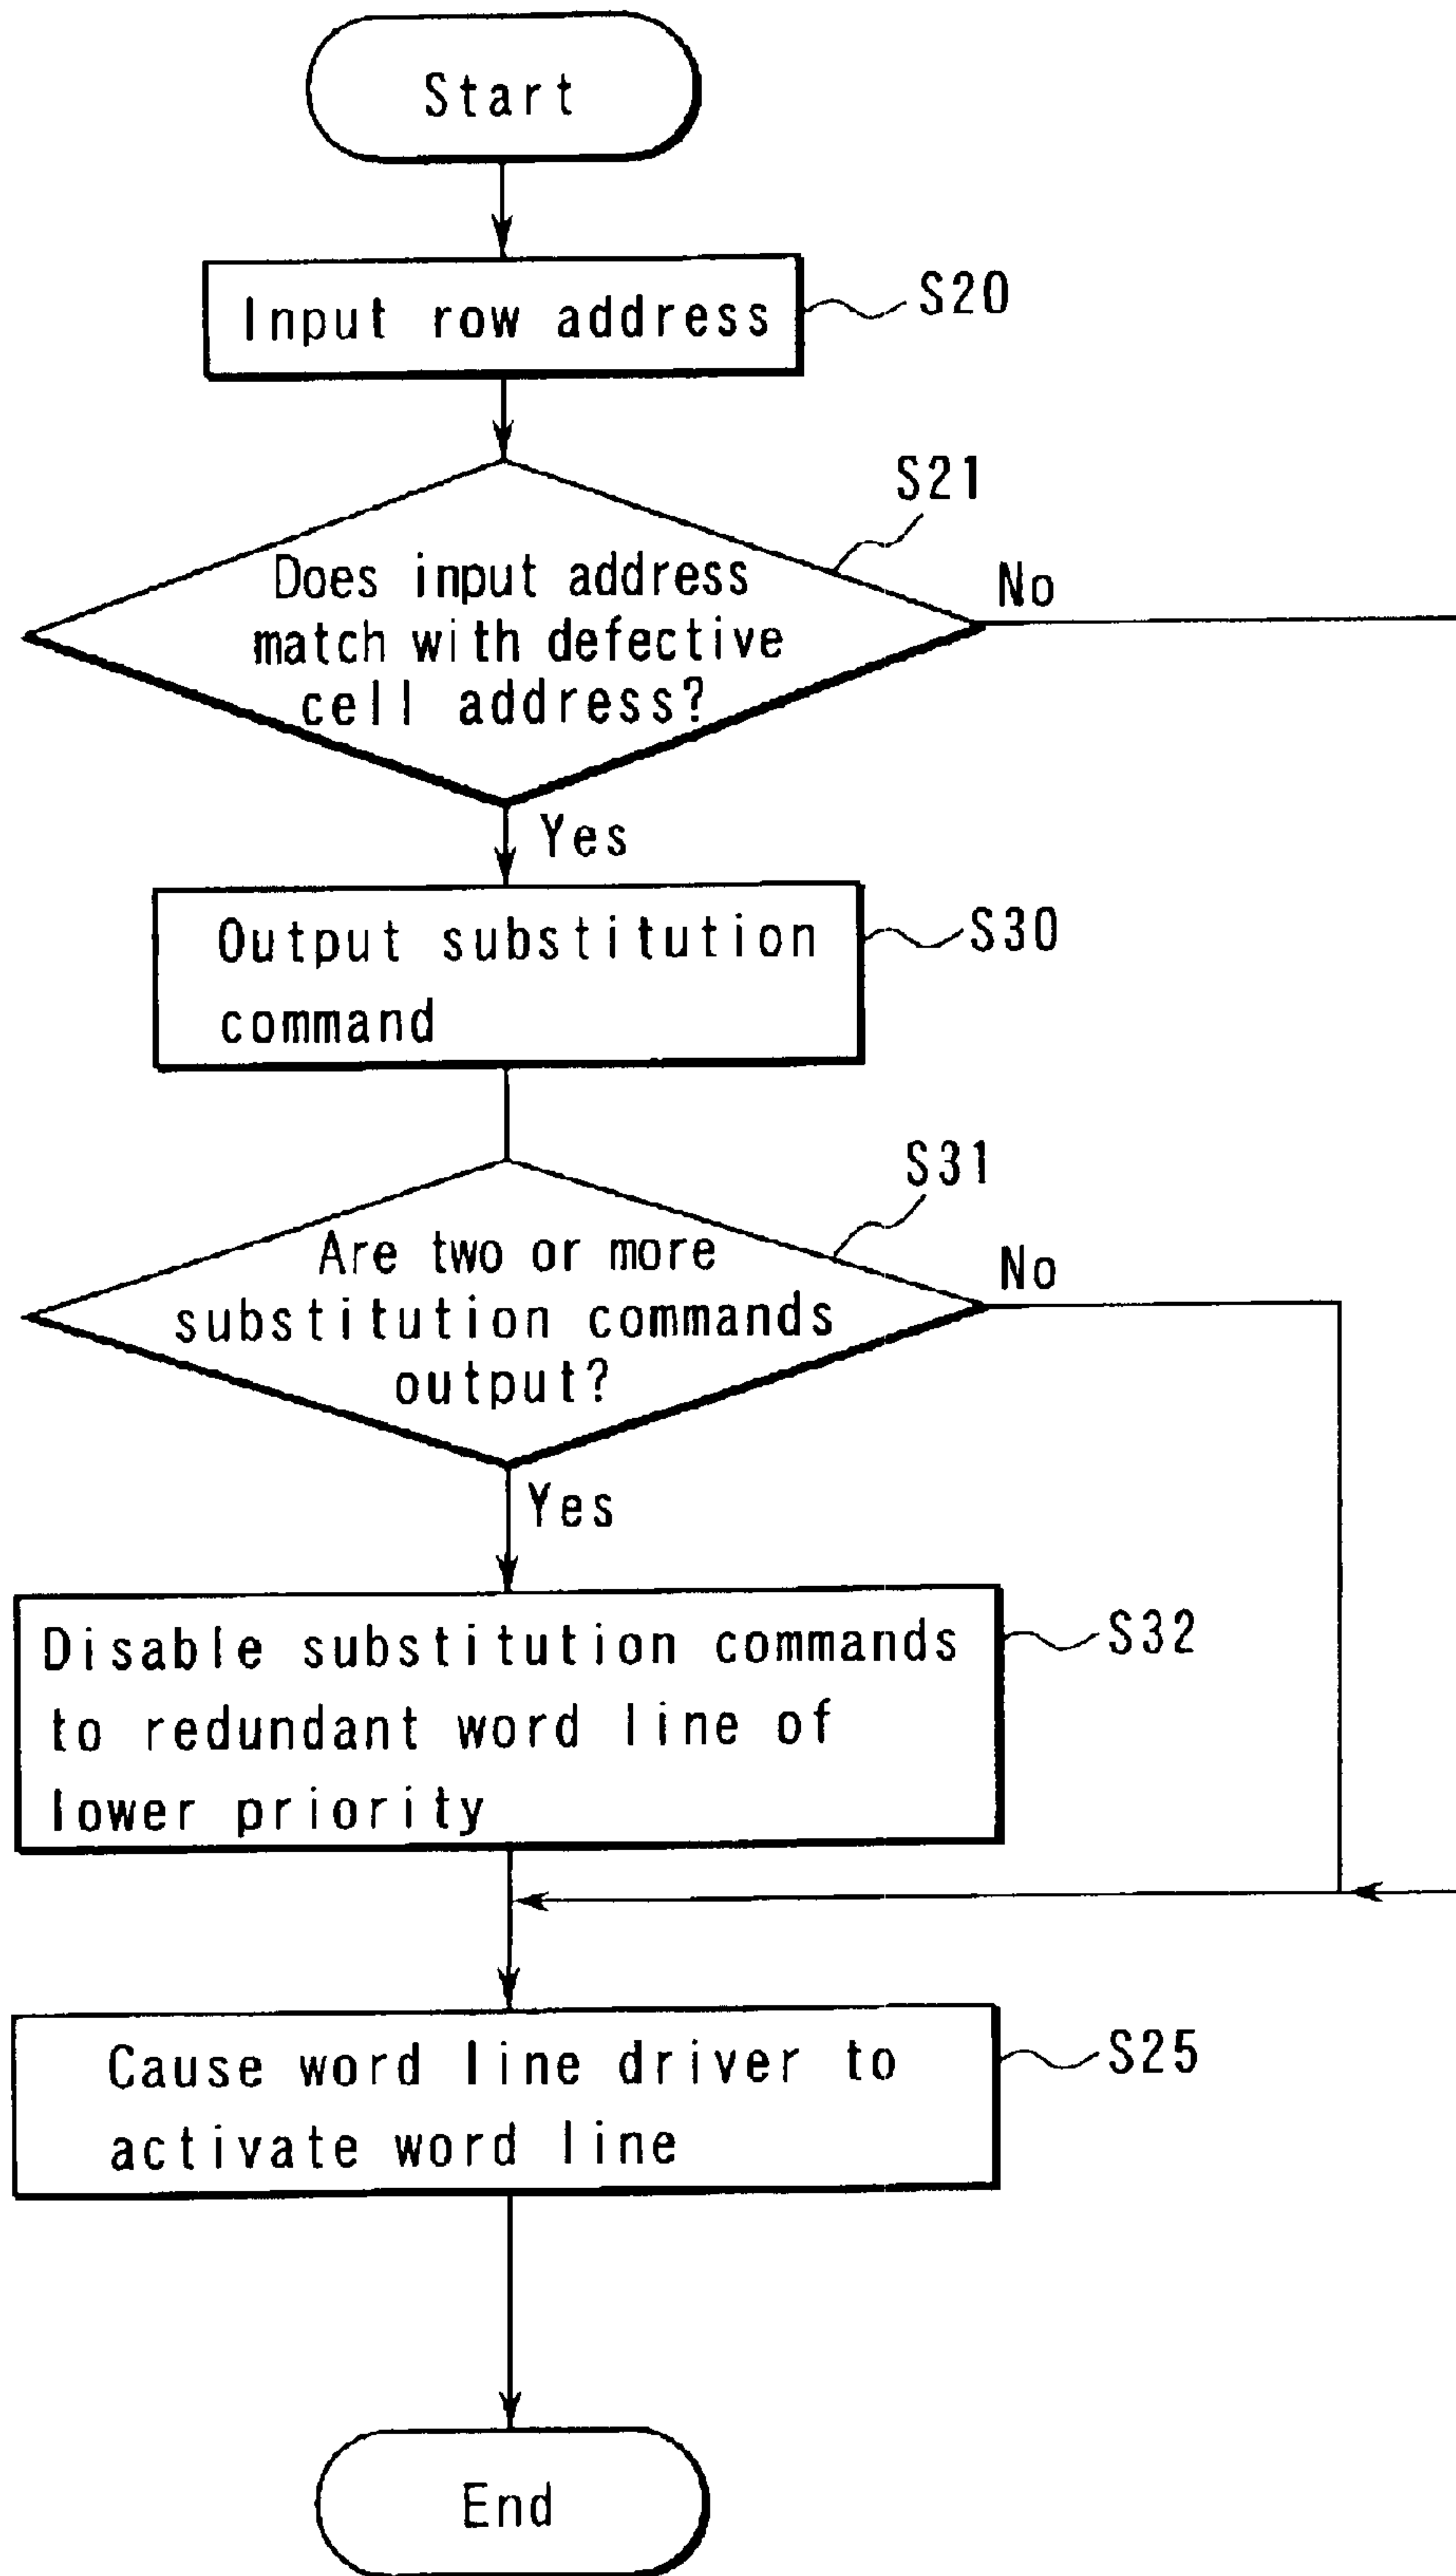 Start
Input row address
S20
S21
Does input address
match with defective
cell address?
No
Yes
Output substitution
command
S30
S31
Are two or more
substitution commands
output?
No
Yes
Disable substitution commands
to redundant word line of
lower priority
S32
Cause word line driver to
activate word line
S25
End